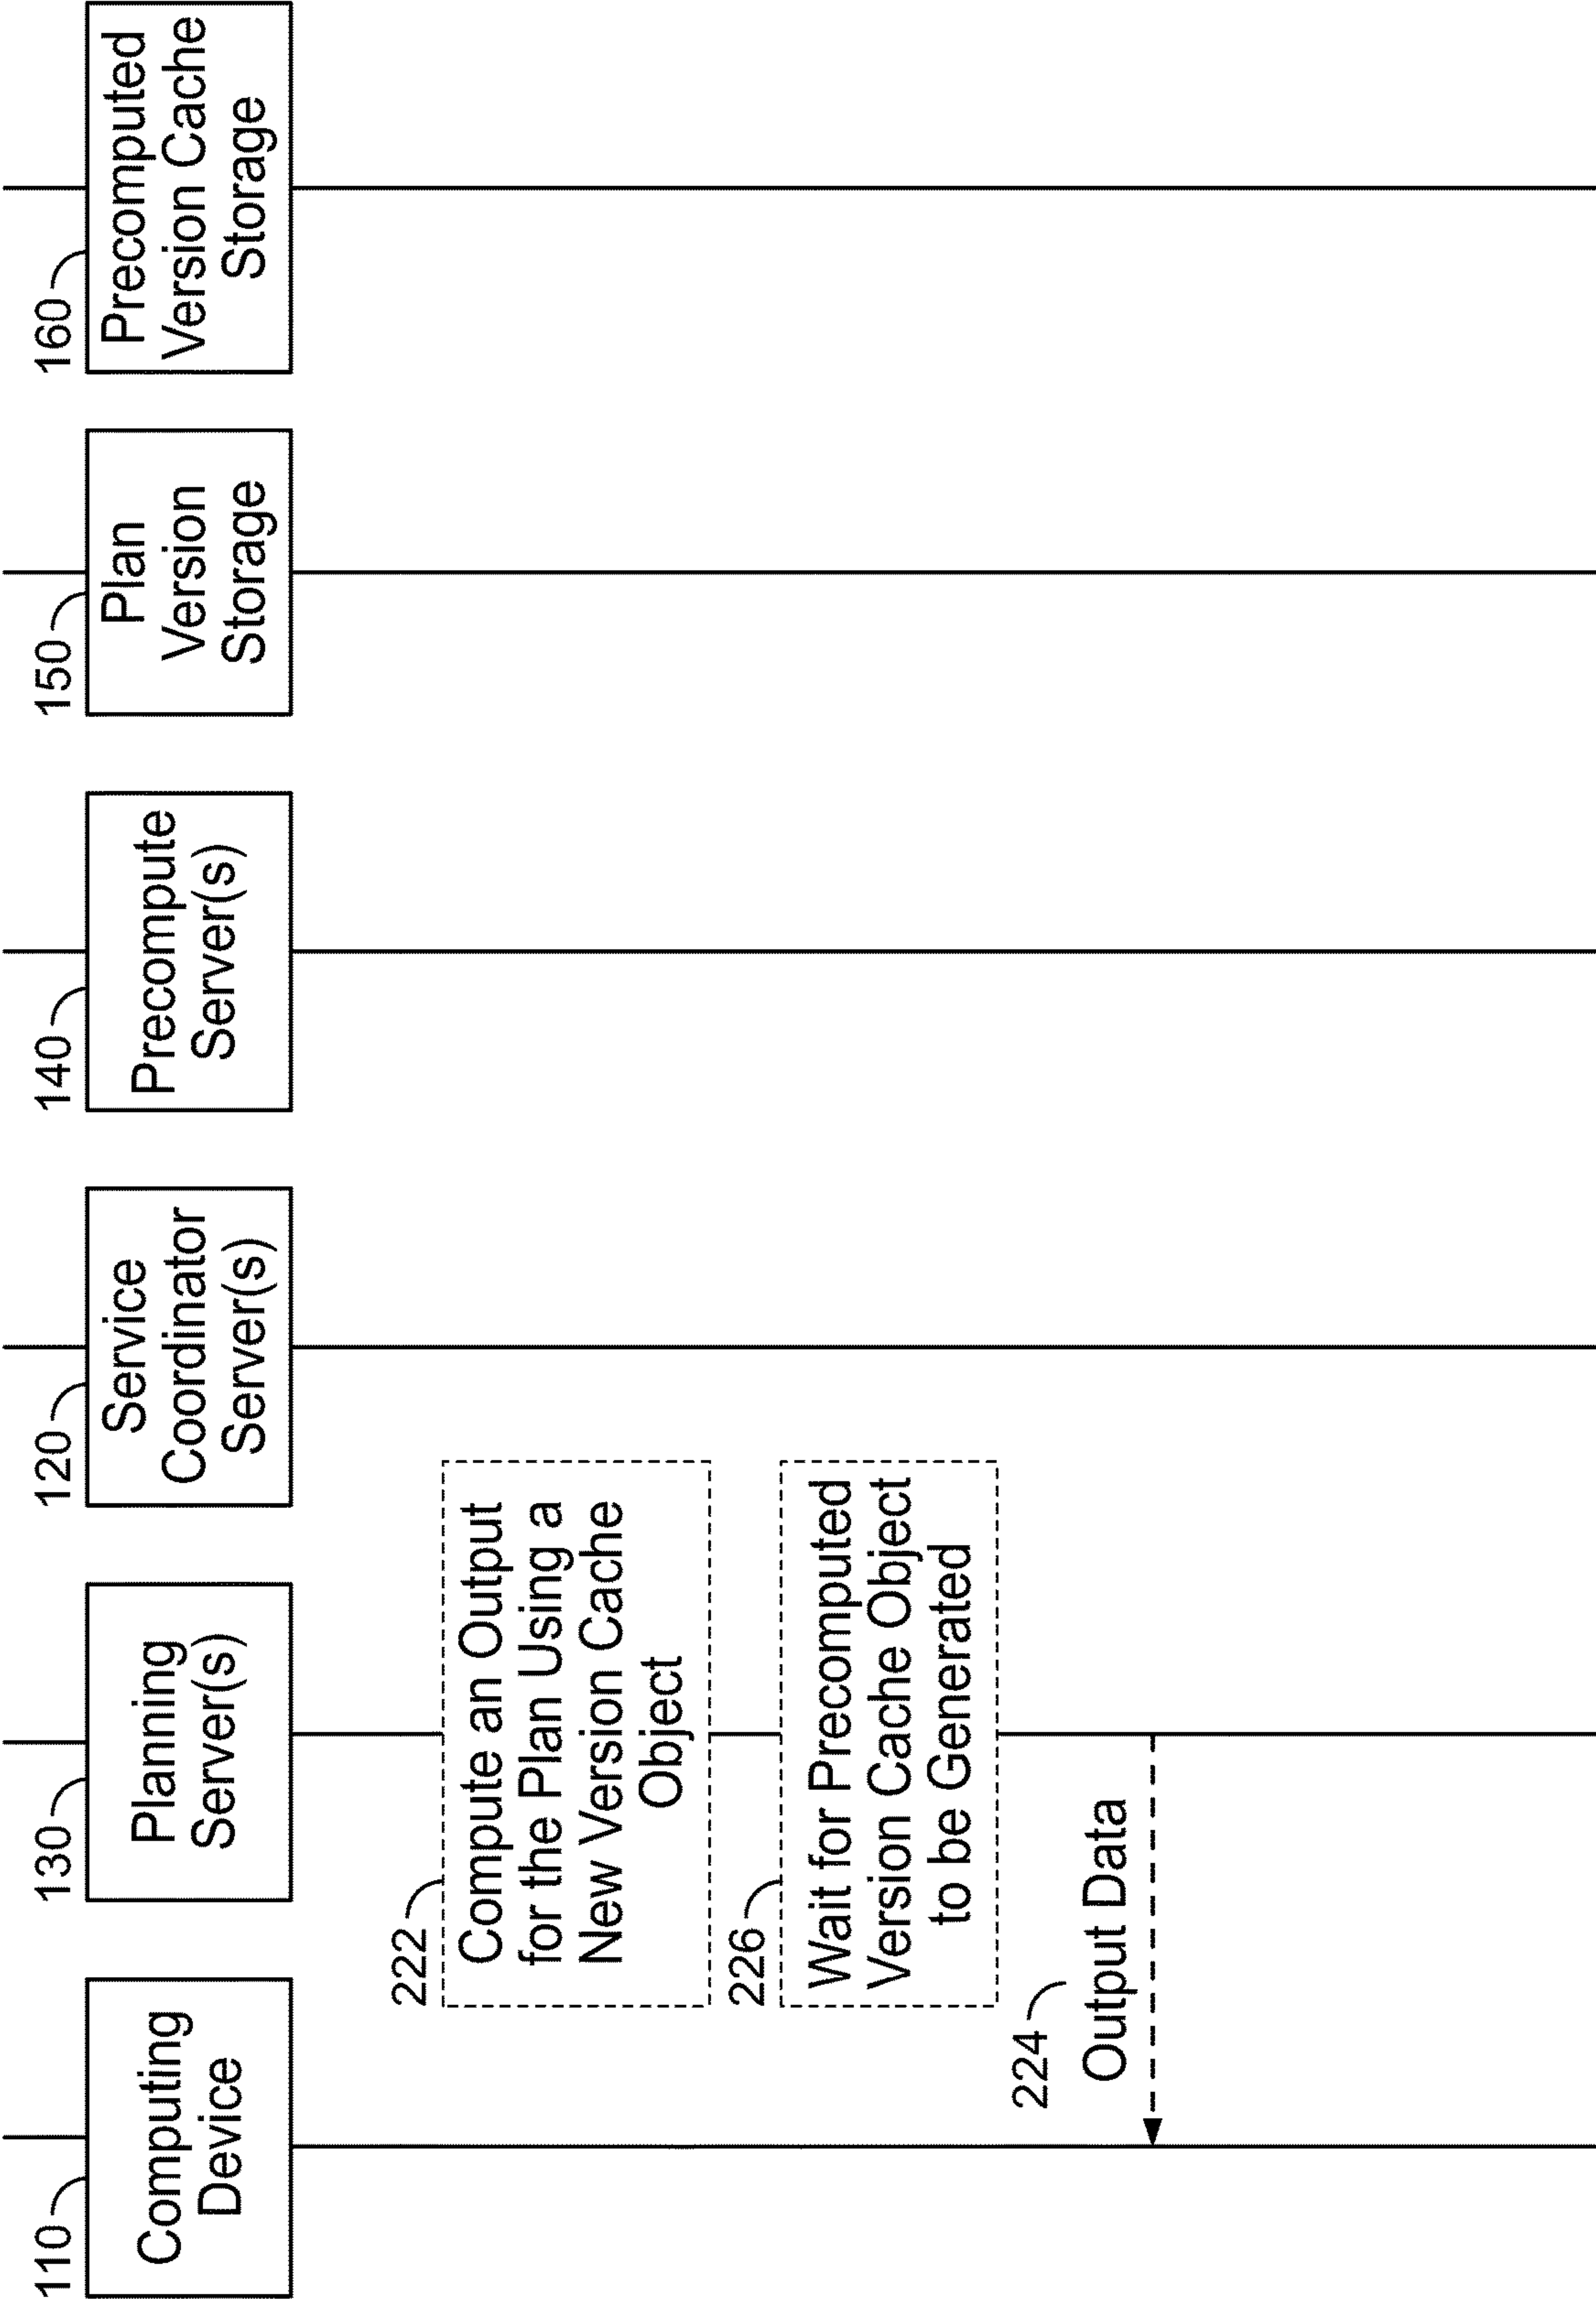 110
Computing
Device
130
Planning
Server(s)
120
Service
Coordinator
Server(s)
140
Precompute
Server(s)
150
Plan
Version
Storage
160
Precomputed
Version Cache
Storage
222
Compute an Output
for the Plan Using a
New Version Cache
Object
226
Wait for Precomputed
Version Cache Object
to be Generated
224
Output Data